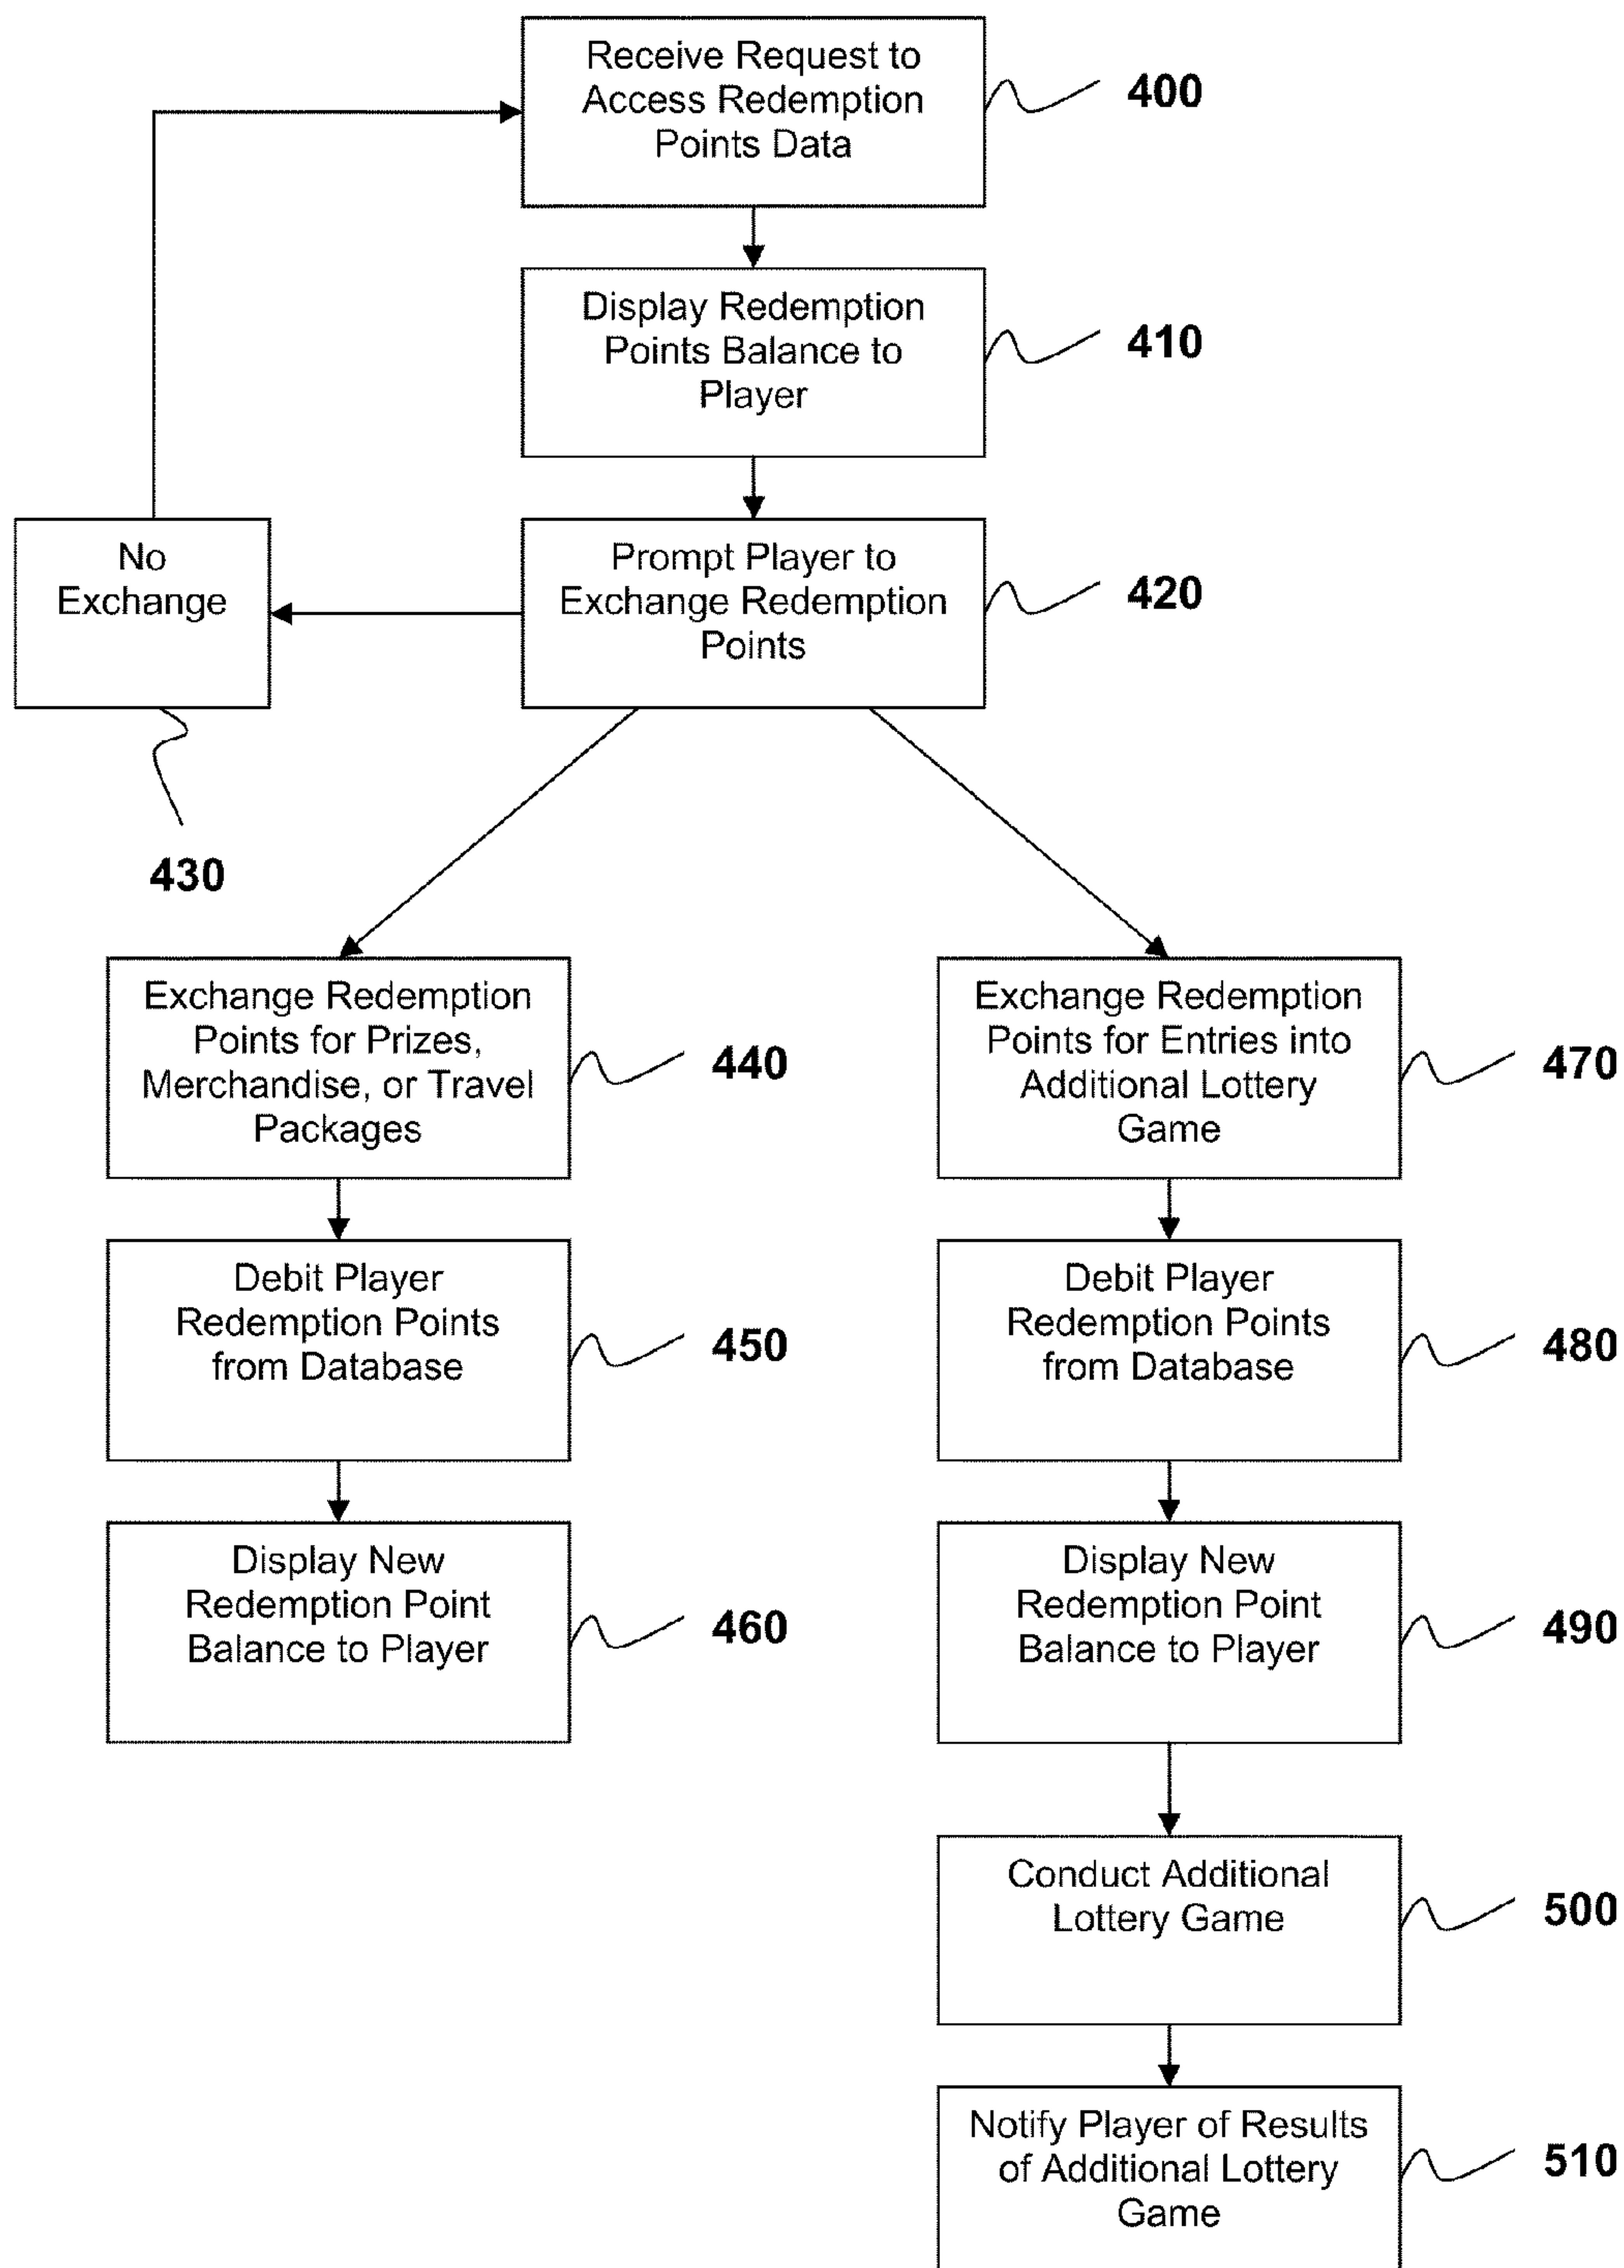 Receive Request to
Access Redemption
Points Data
400
Display Redemption
Points Balance to
Player
410
No
Exchange
430
Prompt Player to
Exchange Redemption
Points
420
Exchange Redemption
Points for Prizes,
Merchandise, or Travel
Packages
440
Debit Player
Redemption Points
from Database
450
Display New
Redemption Point
Balance to Player
460
Exchange Redemption
Points for Entries into
Additional Lottery
Game
470
Debit Player
Redemption Points
from Database
480
Display New
Redemption Point
Balance to Player
490
Conduct Additional
Lottery Game
500
Notify Player of Results
of Additional Lottery
Game
510